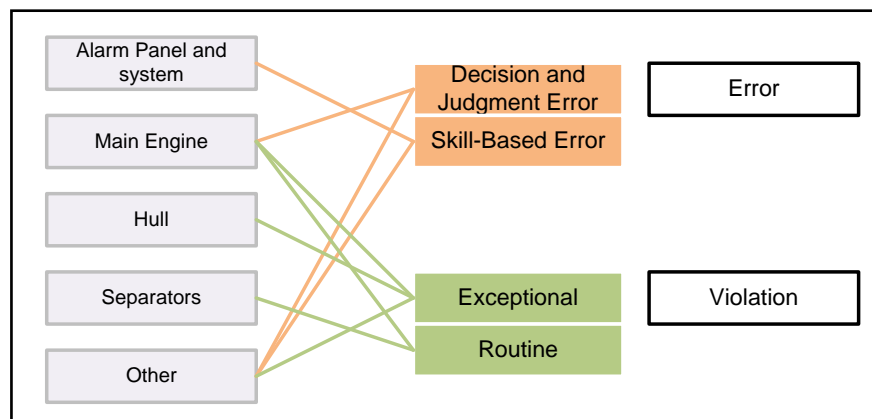 Alarm Panel and
system
Main Engine
Hull
Separators
Other
Decision and
Judgment Error
Skill-Based Error
Exceptional
Routine
Error
Violation